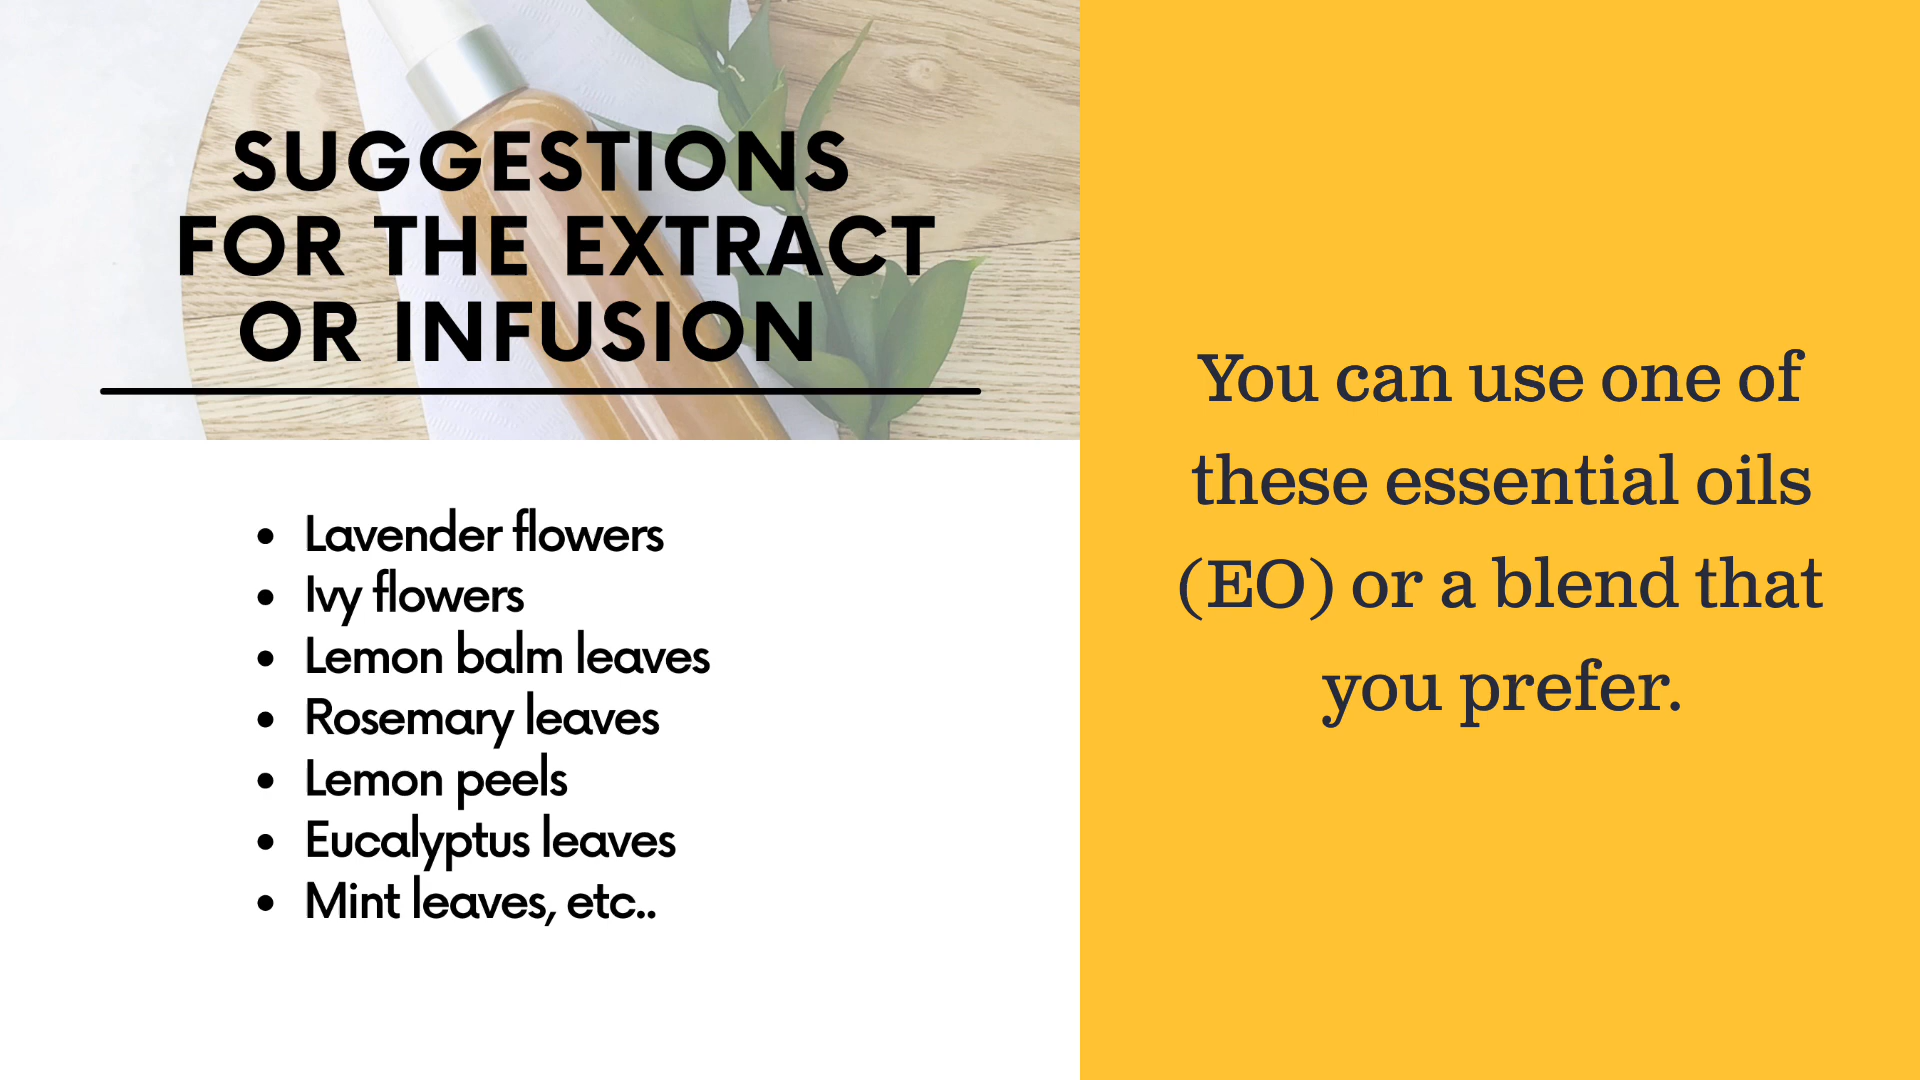 SUGGESTIONS
FOR THE EXTRACT
OR INFUSION
• Lavender flowers
• Ivy flowers
• Lemon balm leaves
• Rosemary leaves
• Lemon peels
• Eucalyptus leaves
• Mint leaves, etc..
You can use one of
these essential oils
(EO) or a blend that
you prefer.